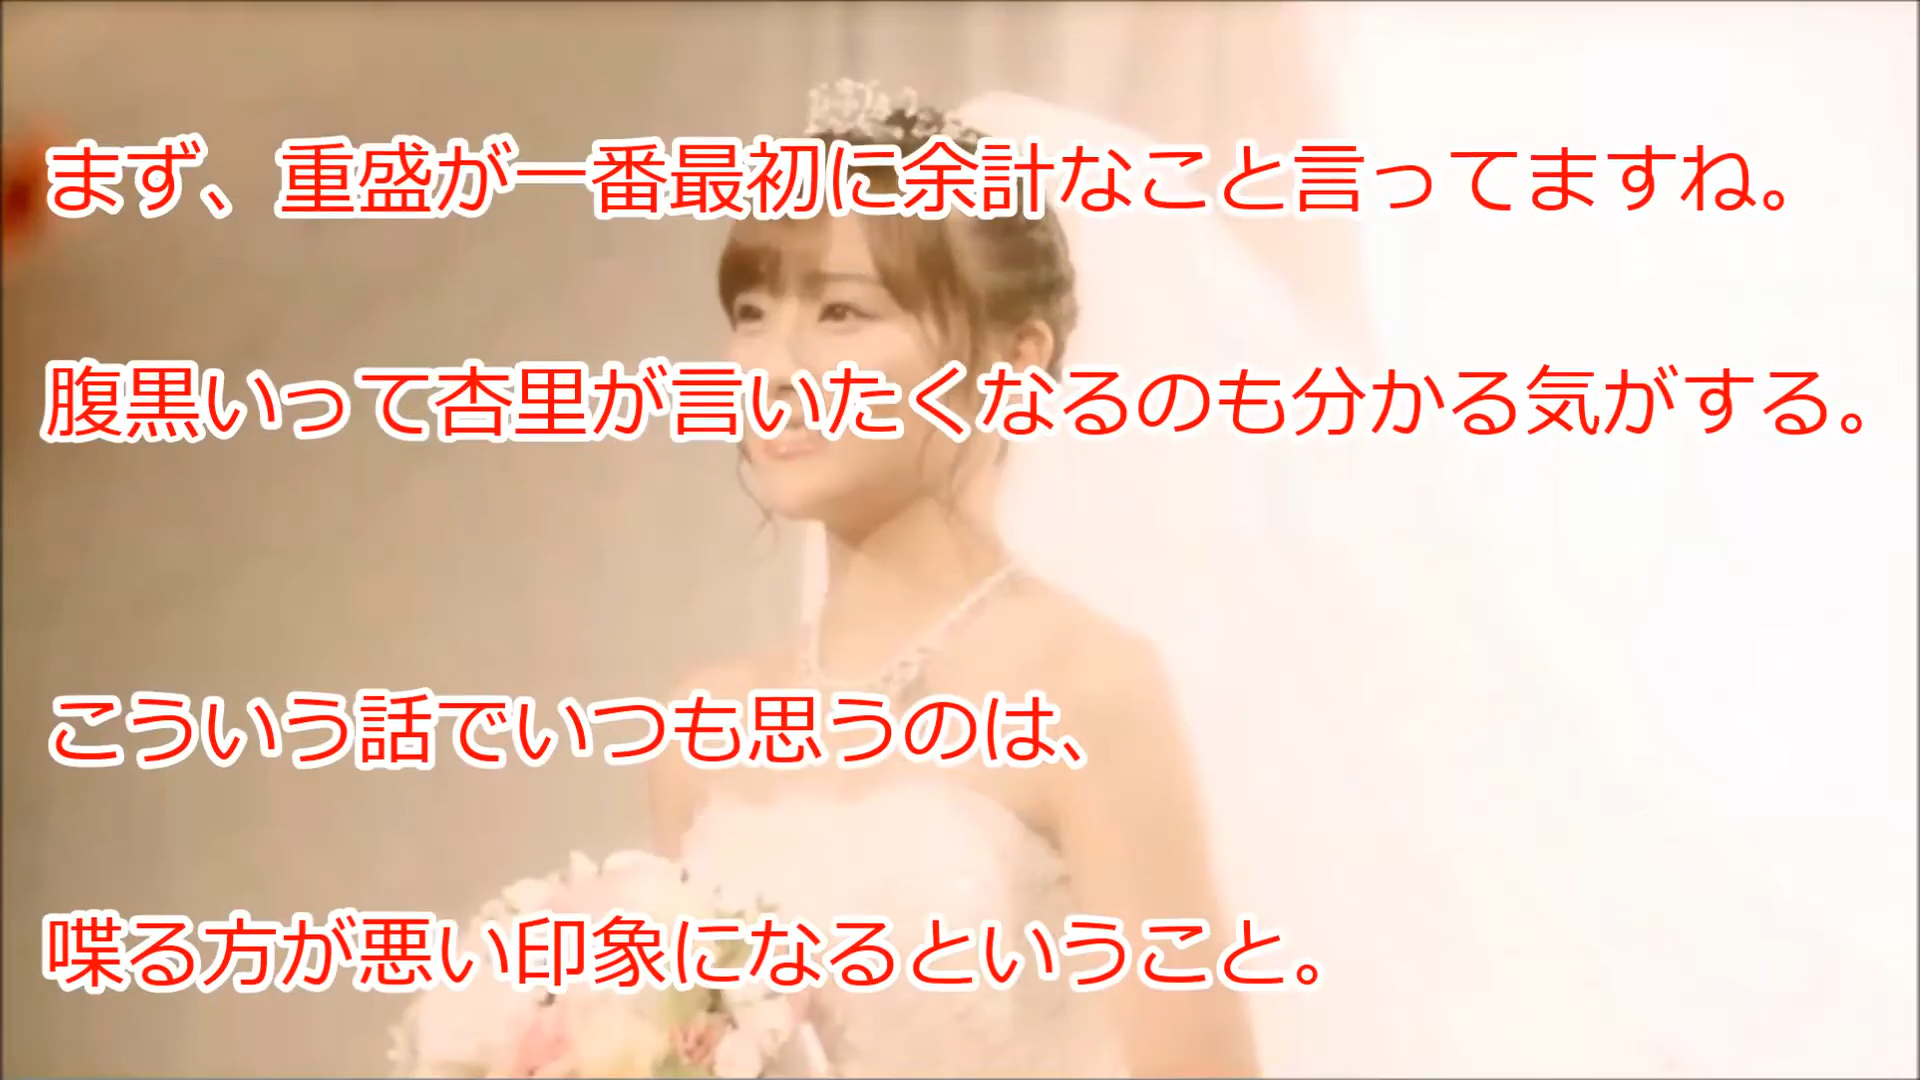 まず、重盛が一番最初に余計なこと言ってますね。
腹黒いって杏里が言いたくなるのも分かる気がする。
こういう話でいつも思うのは、
喋る方が悪い印象になるということ。